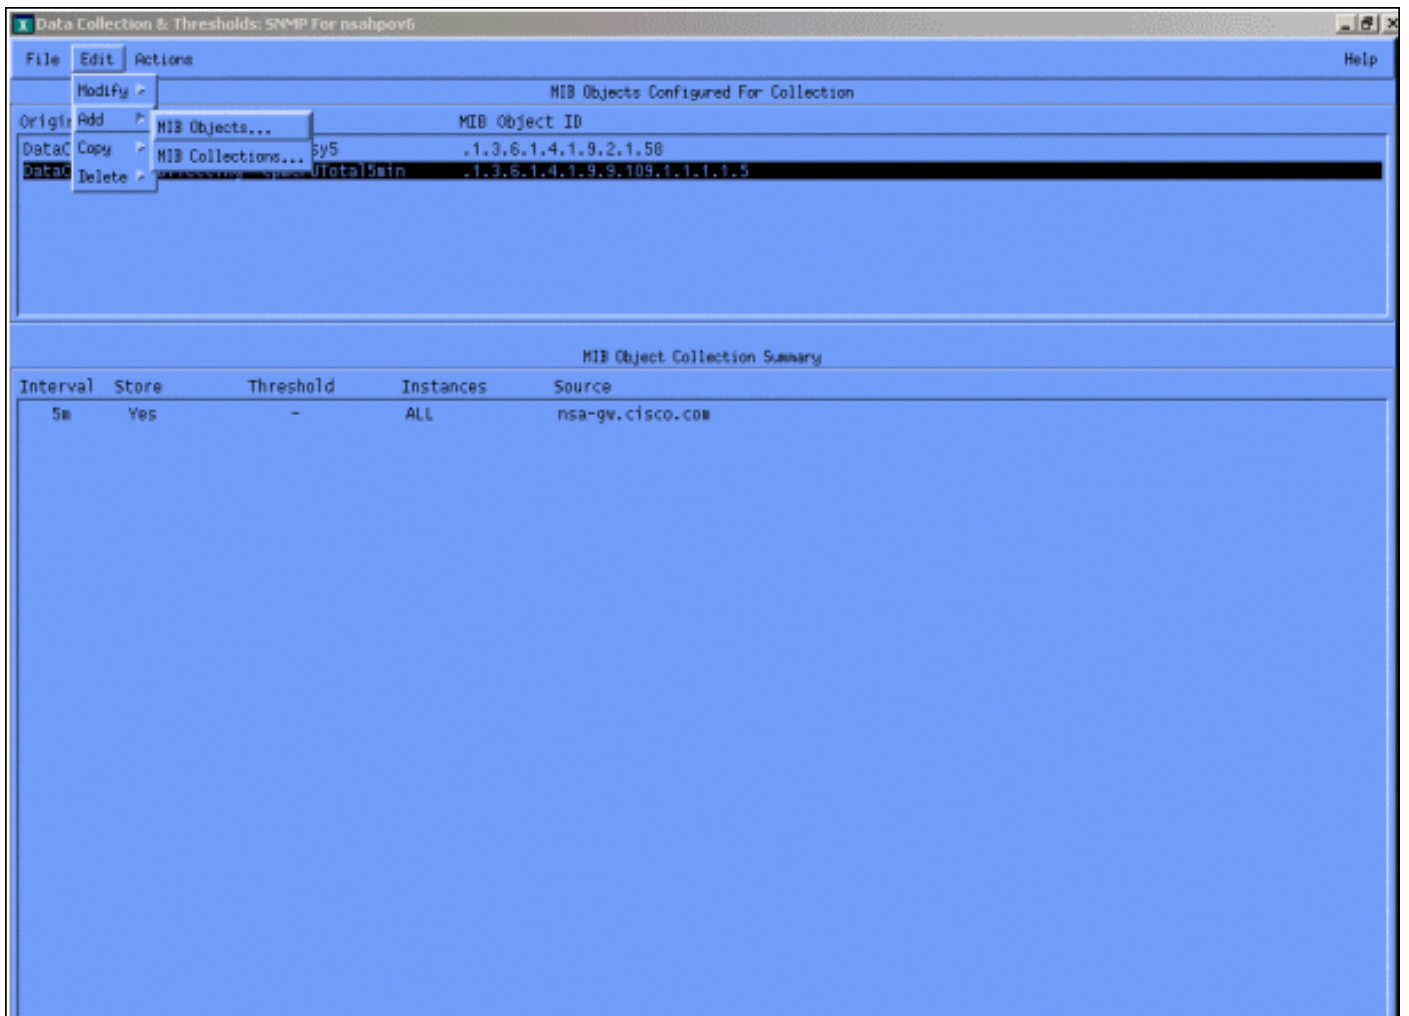 Data Collection & Thresholds: SNMP For nsahpov6
File Edit Actions Help
Modify
MIB Objects Configured For Collection
Add MIB Objects... MIB Object ID
Copy MIB Collections... .1.3.6.1.4.1.9.2.1.58
Delete .1.3.6.1.4.1.9.9.109.1.1.1.1.5
MIB Object Collection Summary
Interval Store Threshold Instances Source
5m Yes - ALL nsa-gw.cisco.com